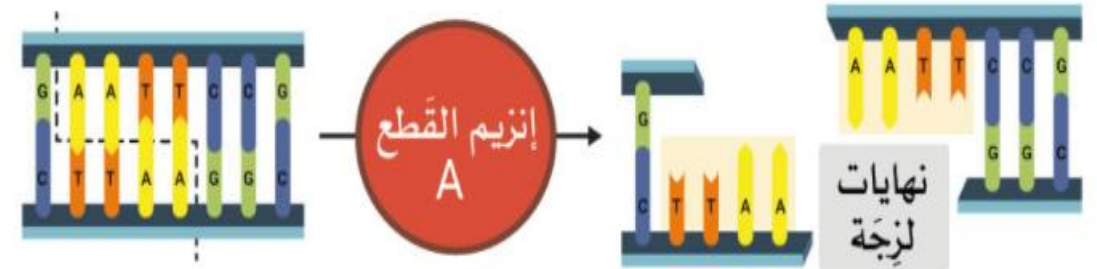 G A A T T C C G
C T T A A G G C
إنزيم القَطع
A
G
C T T A A
A A T T C C G
G G C
نهايات
لزِجَة